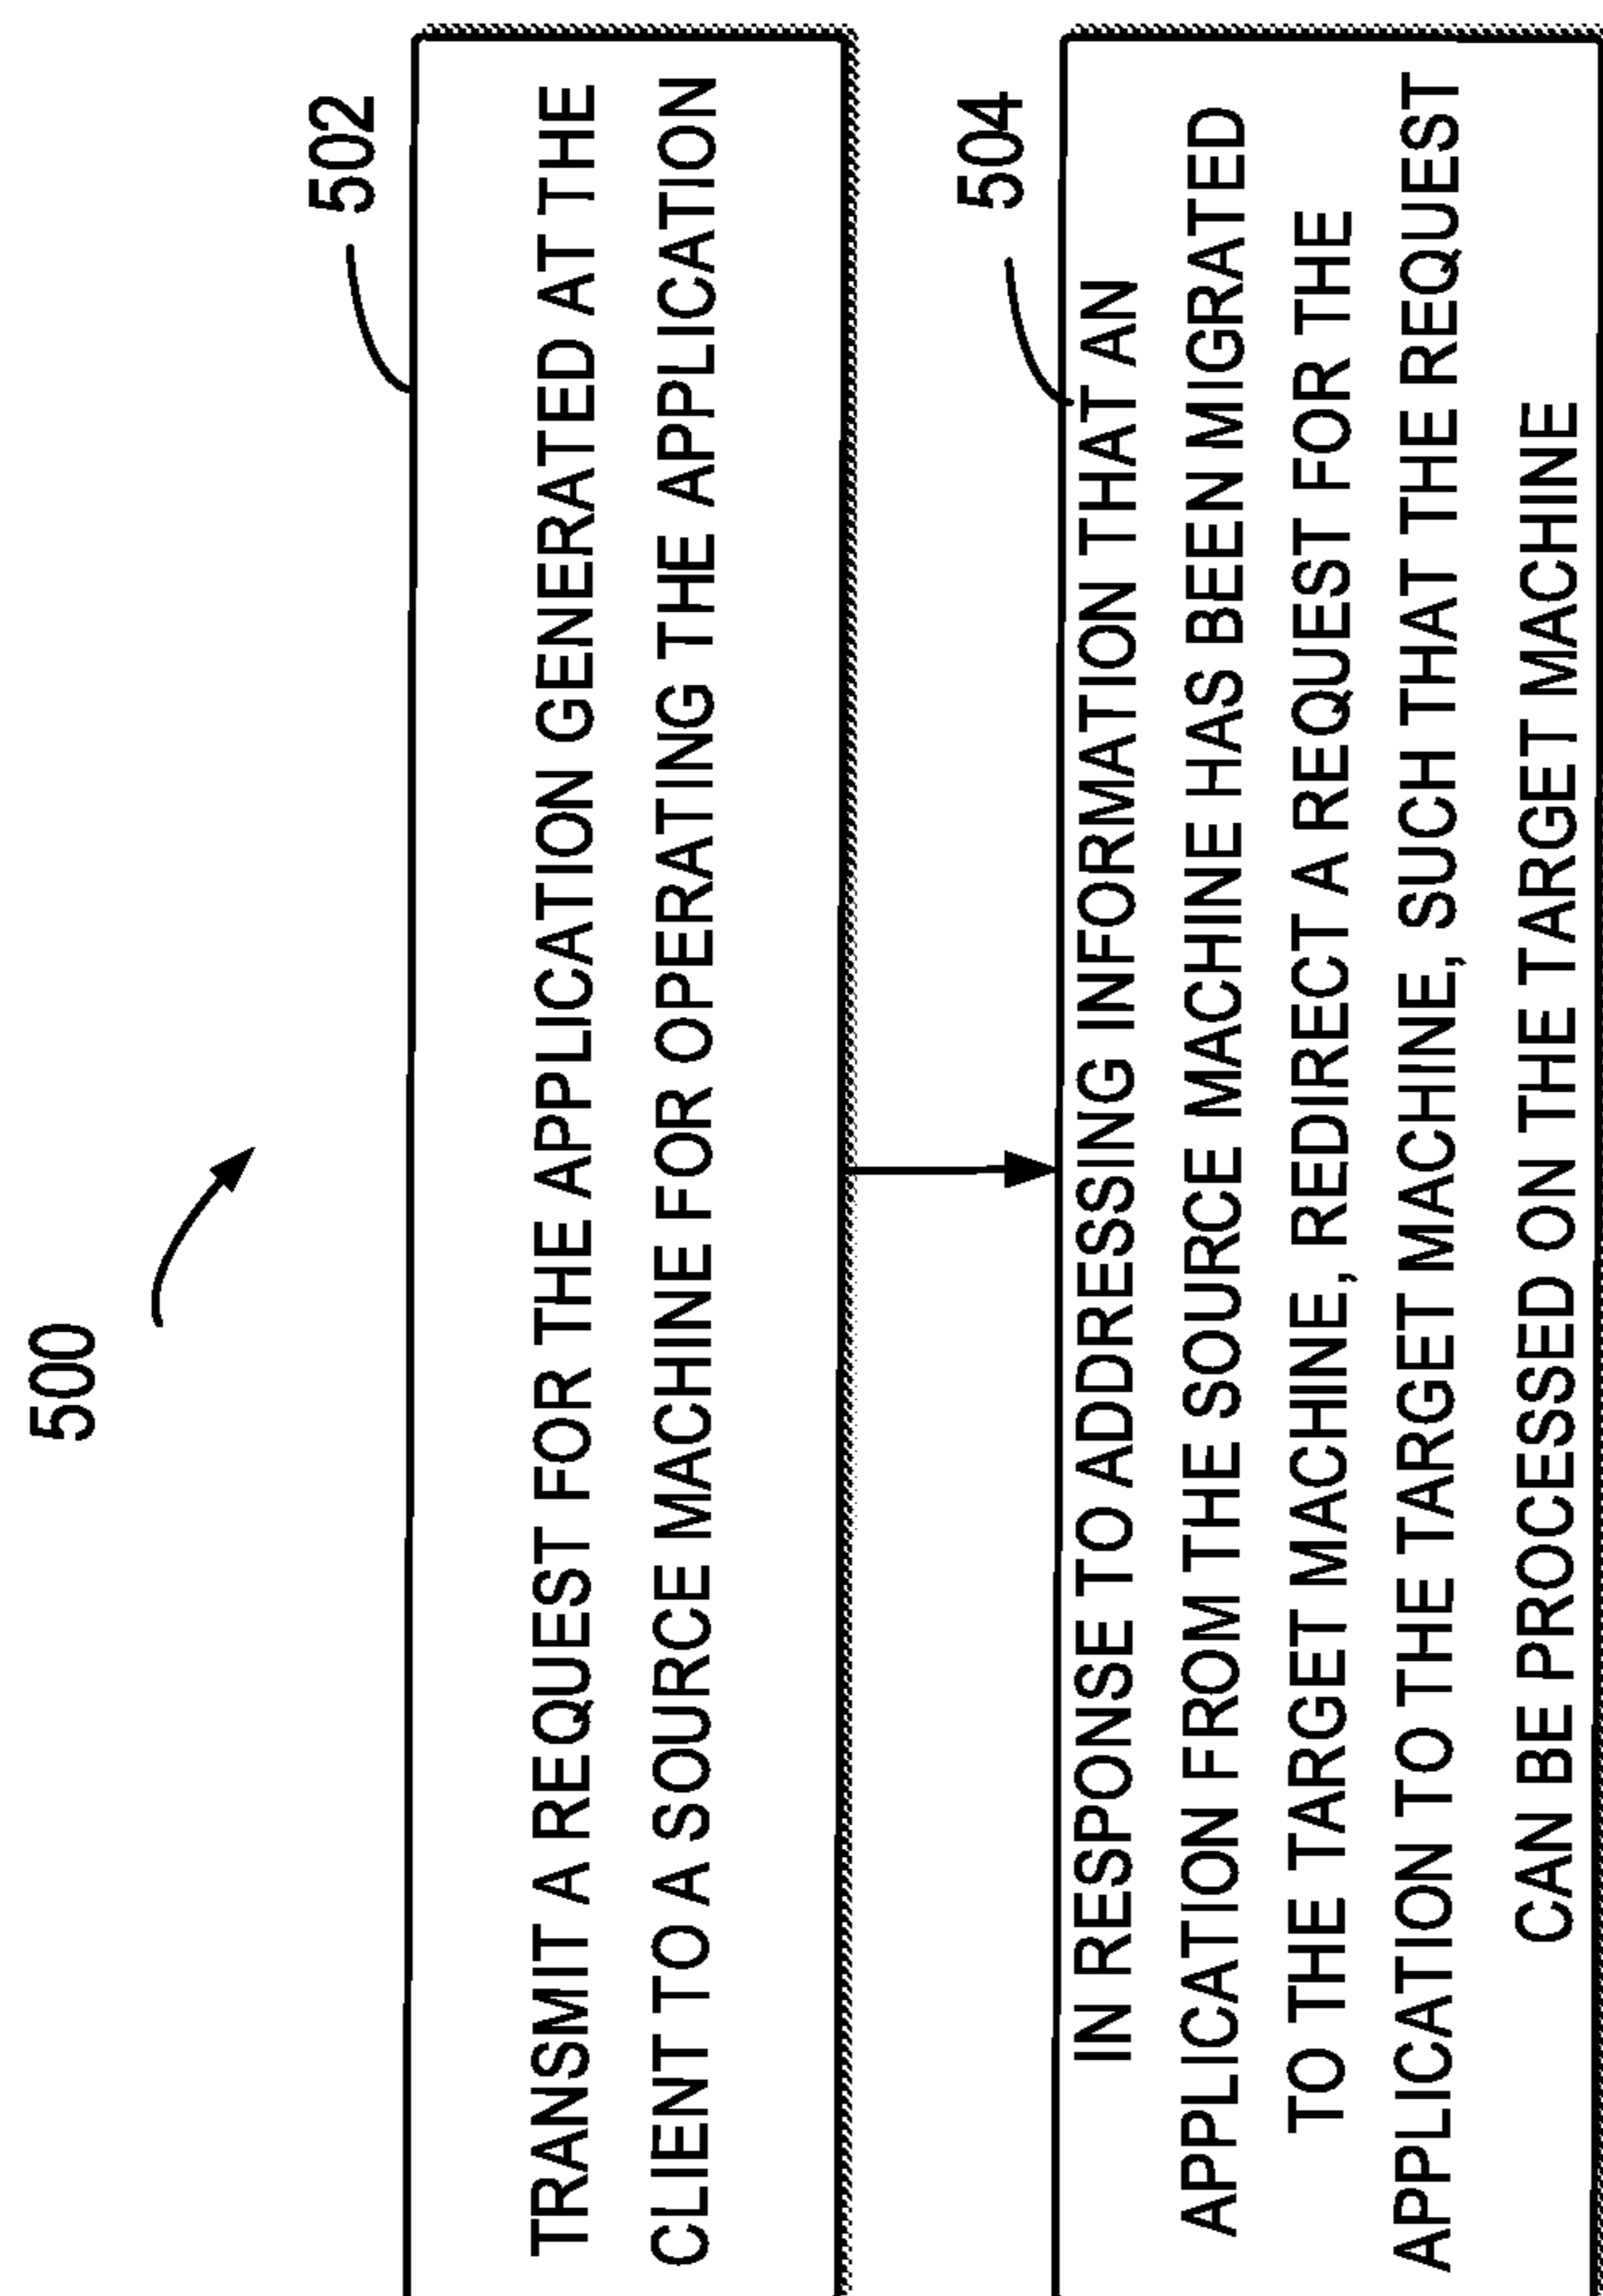 500
502
TRANSMIT A REQUEST FOR THE APPLICATION GENERATED AT THE
CLIENT TO A SOURCE MACHINE FOR OPERATING THE APPLICATION
504
IN RESPONSE TO ADDRESSING INFORMATION THAT AN
APPLICATION FROM THE SOURCE MACHINE HAS BEEN MIGRATED
TO THE TARGET MACHINE, REDIRECT A REQUEST FOR THE
APPLICATION TO THE TARGET MACHINE, SUCH THAT THE REQUEST
CAN BE PROCESSED ON THE TARGET MACHINE